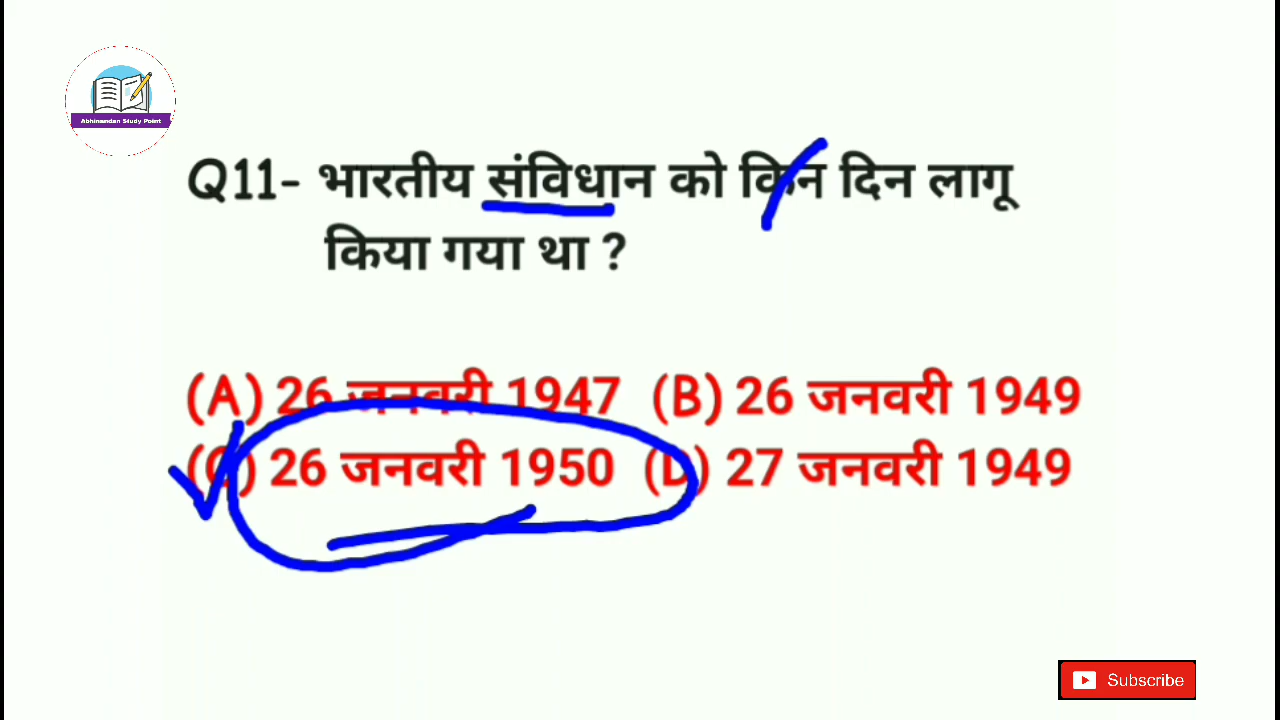 Abhinandan Study Point
Q11- भारतीय संविधान को किन दिन लागू
किया गया था ?
(A) 26 जनवरी 1947 (B) 26 जनवरी 1949
(C) 26 जनवरी 1950 (D) 27 जनवरी 1949
Subscribe